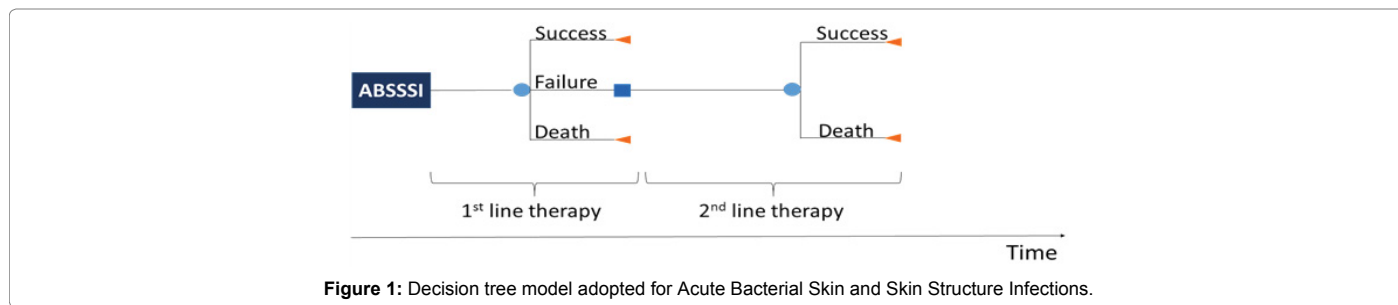 Success
Success
ABSSSI
Failure
Death
Death
1st line therapy
2nd line therapy
Time
Figure 1: Decision tree model adopted for Acute Bacterial Skin and Skin Structure Infections.